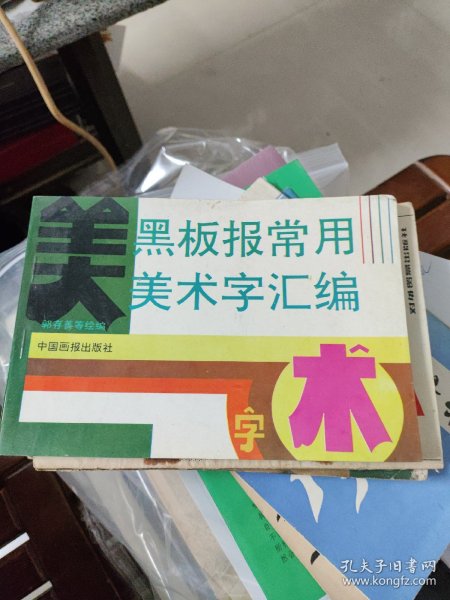 美
黑板报常用
美术字汇编
郭存善等绘编
中国画报出版社
字
术
孔夫子旧书网
www.kongfz.com